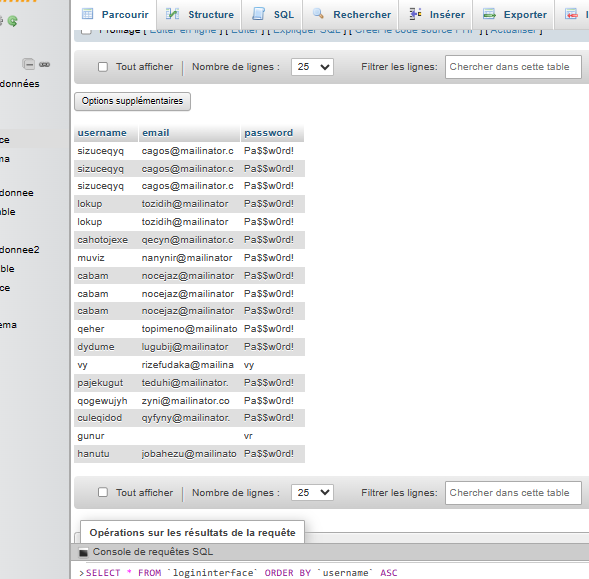 Parcourir Structure SQL Rechercher Insérer Exporter
Profilage [ Éditer en ligne ] [ Éditer ] [ Expliquer SQL ] [ Créer le code source PHP ] [ Actualiser ]
Tout afficher Nombre de lignes : 25 Filtrer les lignes: Chercher dans cette table
données
Options supplémentaires
username email password
ce sizuceqyq cagos@mailinator.c Pa$$w0rd!
ma sizuceqyq cagos@mailinator.c Pa$$w0rd!
sizuceqyq cagos@mailinator.c Pa$$w0rd!
donnee lokup tozidih@mailinator Pa$$w0rd!
ble lokup tozidih@mailinator Pa$$w0rd!
cahotojexe qecyn@mailinator.c Pa$$w0rd!
donnee2 muviz nanynir@mailinator Pa$$w0rd!
ble cabam nocejaz@mailinator Pa$$w0rd!
ce cabam nocejaz@mailinator Pa$$w0rd!
cabam nocejaz@mailinator Pa$$w0rd!
ema qeher topimeno@mailinato Pa$$w0rd!
dydume lugubij@mailinator Pa$$w0rd!
vy rizefudaka@mailina vy
pajekugut teduhi@mailinator. Pa$$w0rd!
qogewujyh zyni@mailinator.co Pa$$w0rd!
culeqidod qyfyny@mailinator. Pa$$w0rd!
gunur vr
hanutu jobahezu@mailinato Pa$$w0rd!
Tout afficher Nombre de lignes : 25 Filtrer les lignes: Chercher dans cette table
Opérations sur les résultats de la requête
Console de requêtes SQL
>SELECT * FROM `logininterface` ORDER BY `username` ASC